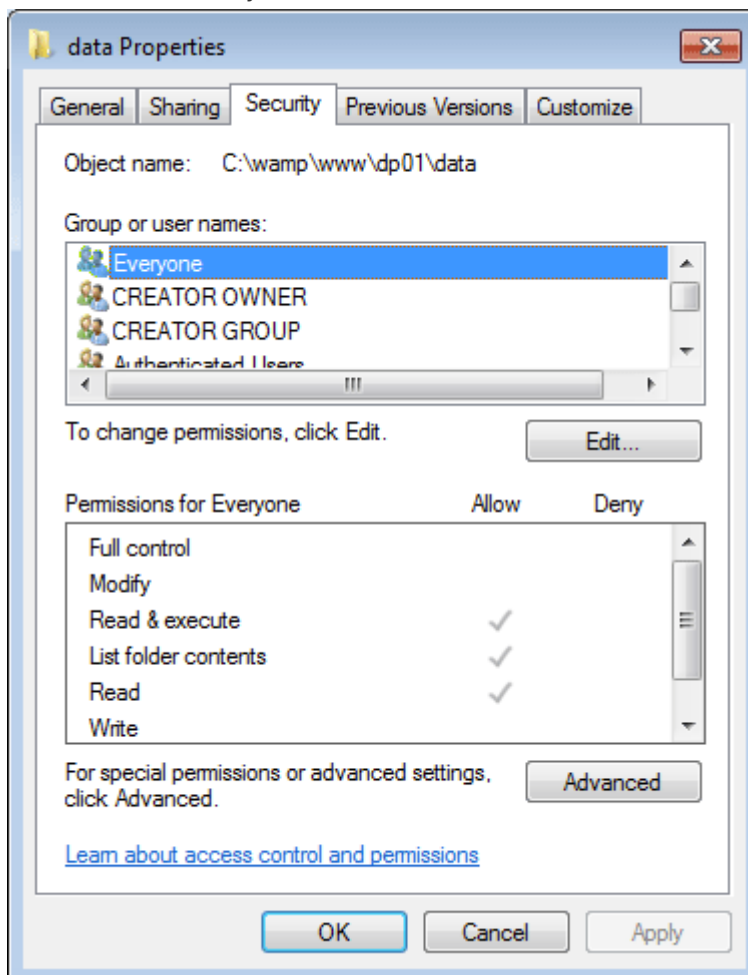 data Properties
General Sharing Security Previous Versions Customize
Object name: C:\wamp\www\dp01\data
Group or user names:
Everyone
CREATOR OWNER
CREATOR GROUP
Authenticated Users
To change permissions, click Edit.
Edit...
Permissions for Everyone Allow Deny
Full control
Modify
Read & execute
List folder contents
Read
Write
For special permissions or advanced settings,
click Advanced.
Advanced
Learn about access control and permissions
OK Cancel Apply